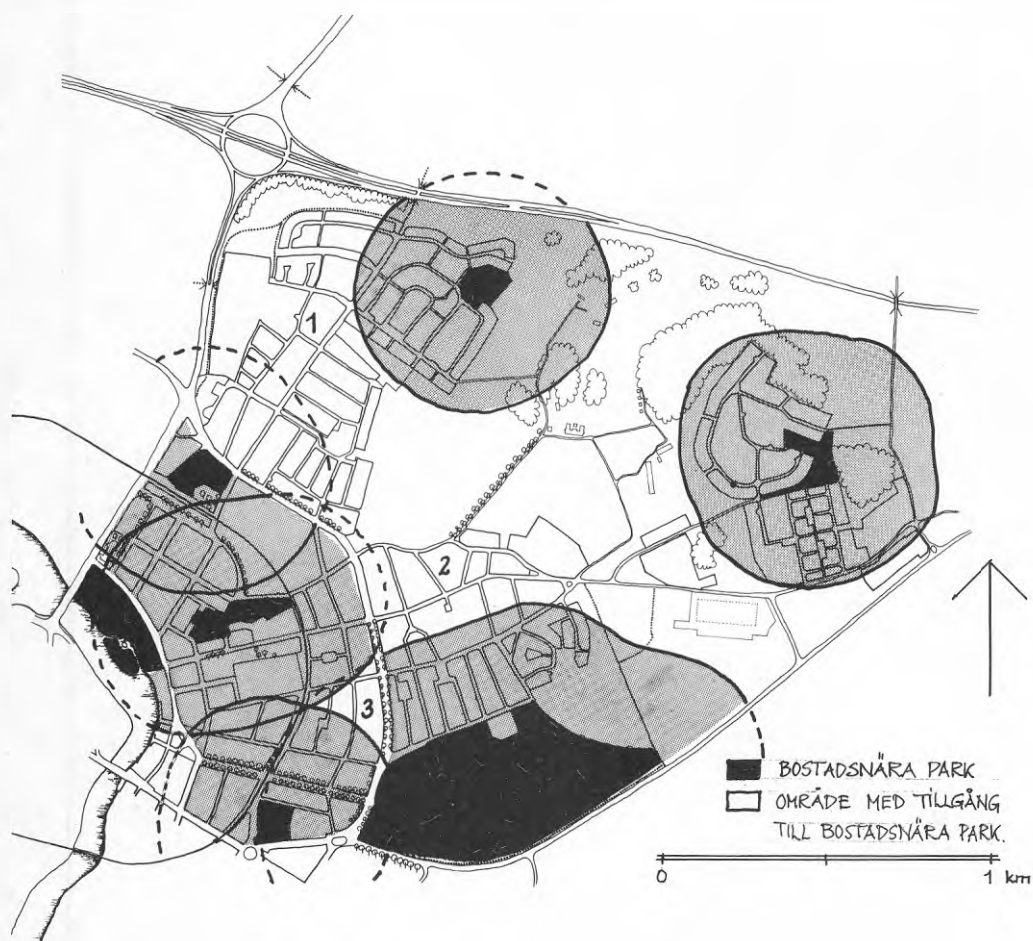 1
2
3
BOSTADSNÄRA PARK
OMRÅDE MED TILLGÅNG
TILL BOSTADSNÄRA PARK.
0 1 km